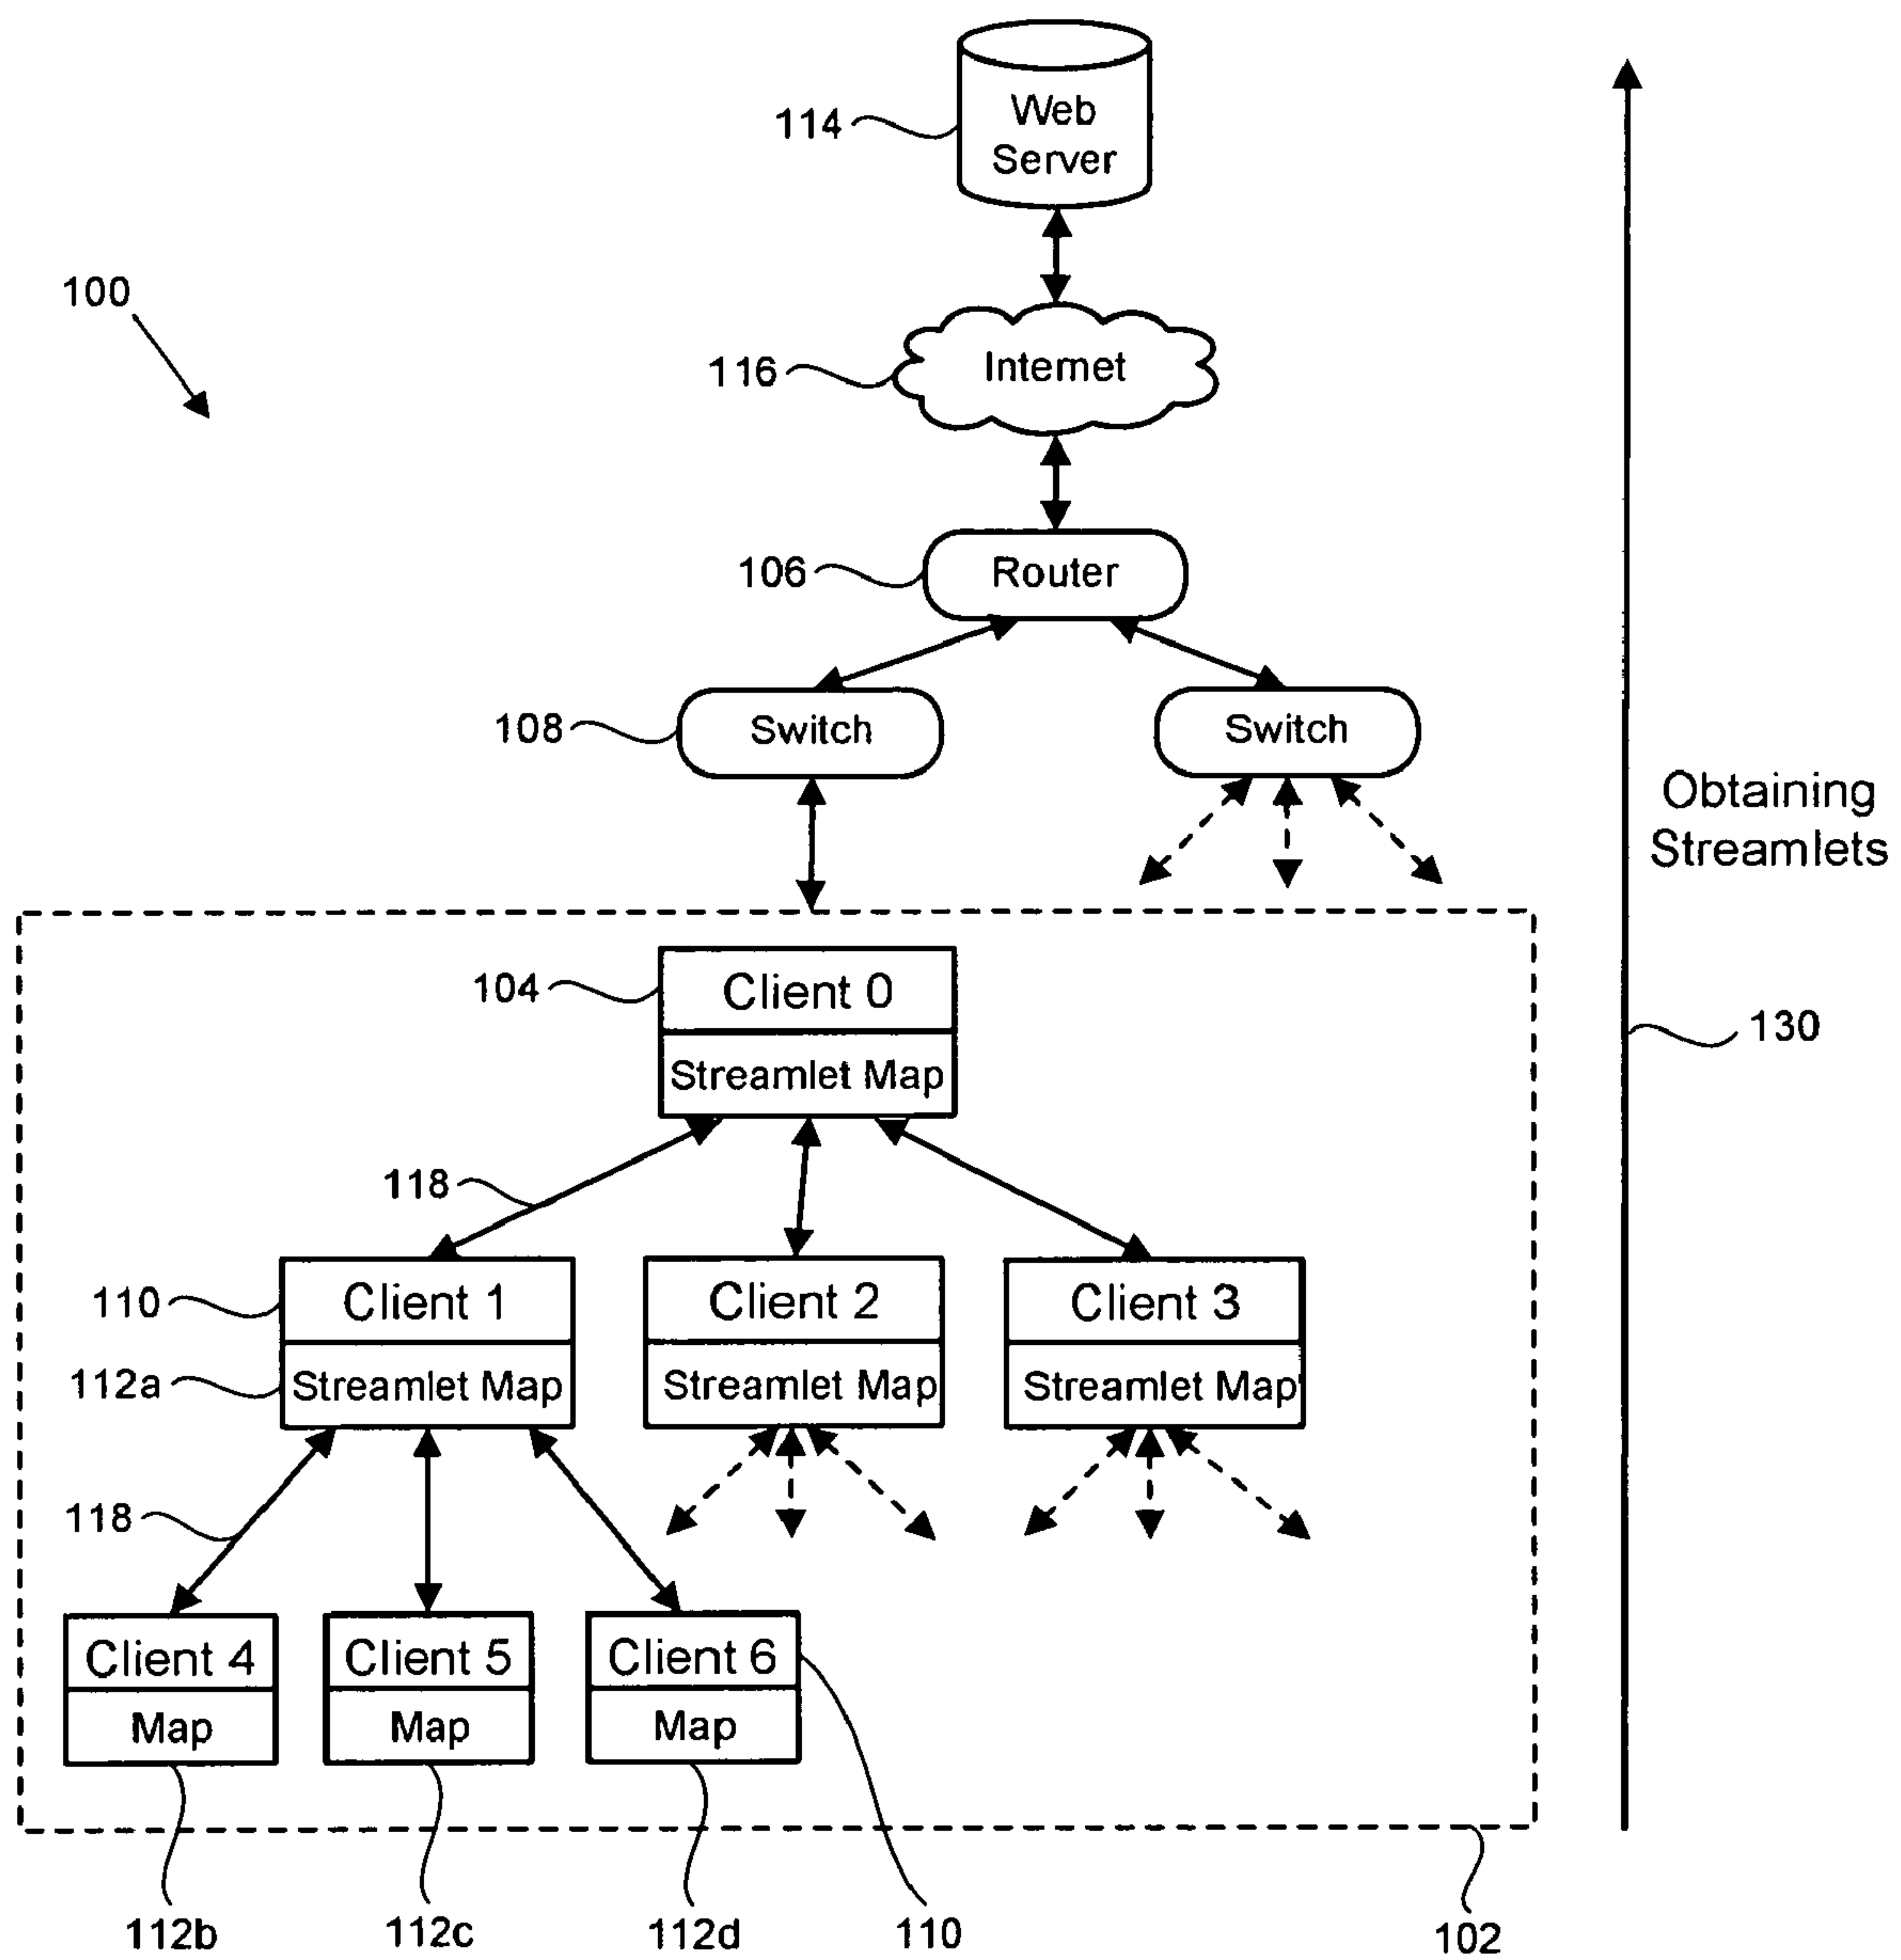 Web
Server
114
100
Internet
116
Router
106
Switch
108
Switch
Obtaining
Streamlets
Client 0
104
Streamlet Map
130
118
Client 1
110
Client 2
Client 3
Streamlet Map
112a
Streamlet Map
Streamlet Map
118
Client 4
Client 5
Client 6
Map
Map
Map
112b
112c
112d
110
102